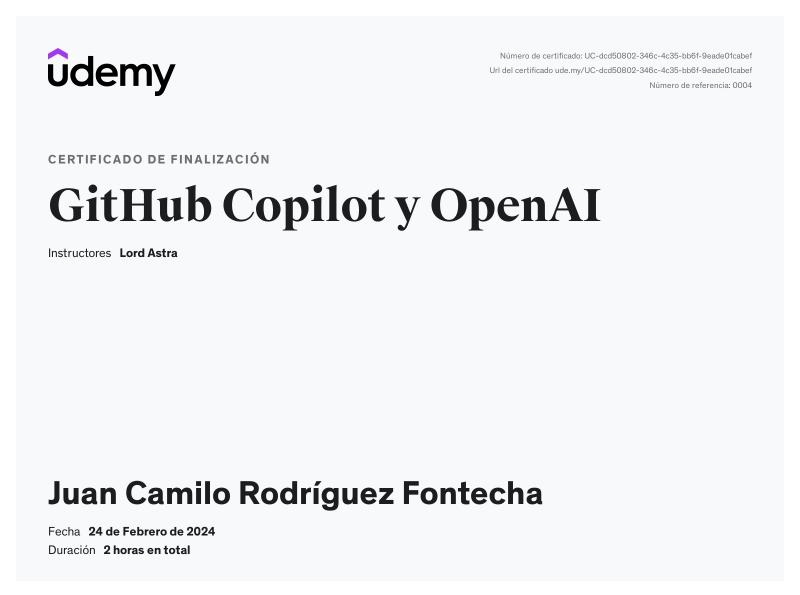 udemy
Número de certificado: UC-dcd50802-346c-4c35-bb6f-9eade01cabef
Url del certificado ude.my/UC-dcd50802-346c-4c35-bb6f-9eade01cabef
Número de referencia: 0004
CERTIFICADO DE FINALIZACIÓN
GitHub Copilot y OpenAI
Instructores Lord Astra
Juan Camilo Rodríguez Fontecha
Fecha 24 de Febrero de 2024
Duración 2 horas en total